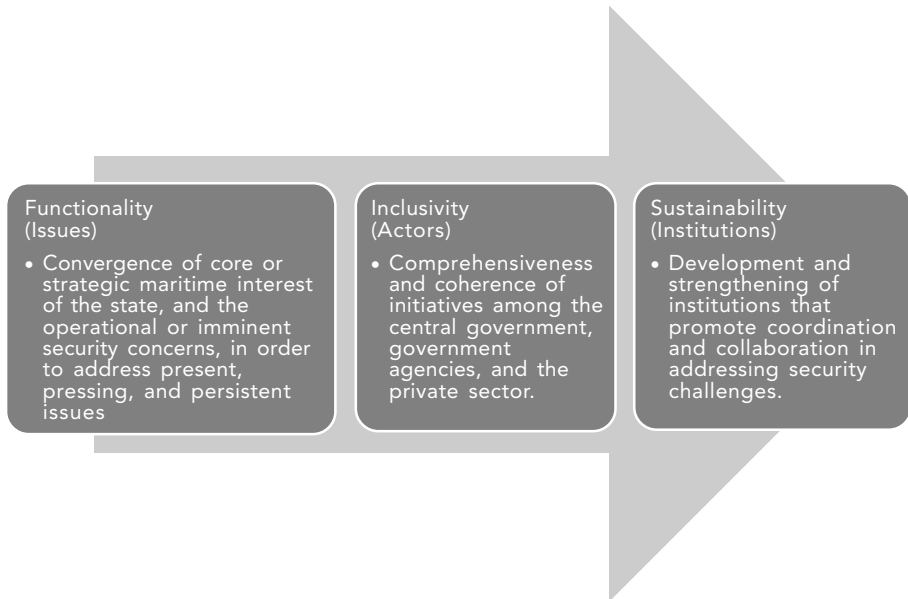 Functionality
(Issues)
• Convergence of core or
strategic maritime interest
of the state, and the
operational or imminent
security concerns, in order
to address present,
pressing, and persistent
issues
Inclusivity
(Actors)
• Comprehensiveness
and coherence of
initiatives among the
central government,
government
agencies, and the
private sector.
Sustainability
(Institutions)
• Development and
strengthening of
institutions that
promote coordination
and collaboration in
addressing security
challenges.